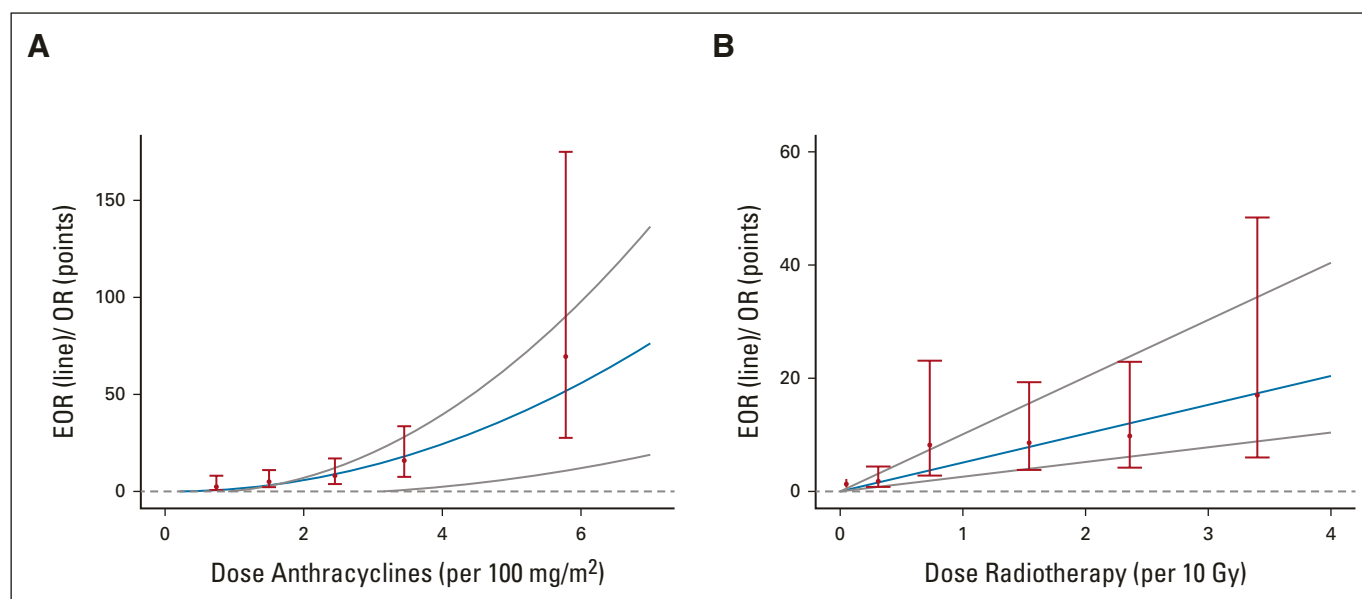 A
EOR (line)/ OR (points)
150
100
50
0
0
2
4
6
Dose Anthracyclines (per 100 mg/m²)
B
EOR (line)/ OR (points)
60
40
20
0
0
1
2
3
4
Dose Radiotherapy (per 10 Gy)